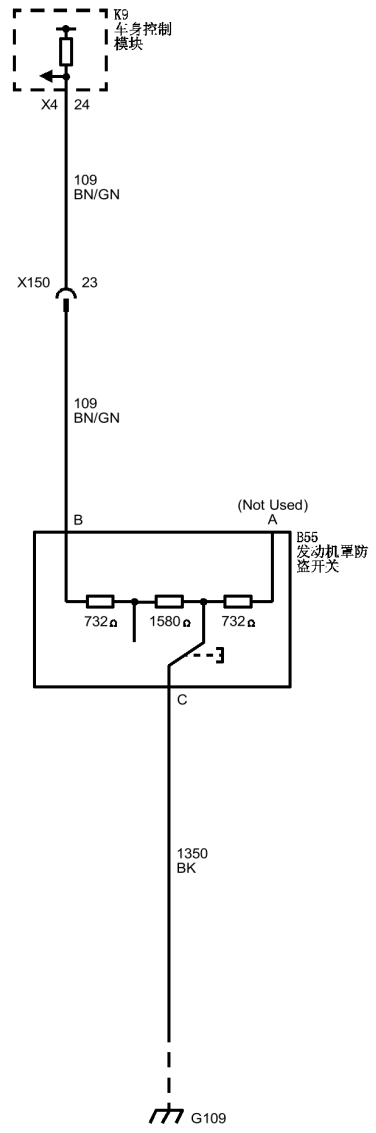 K9
车身控制
模块
X4 24
109
BN/GN
X150 23
109
BN/GN
(Not Used)
B A
B55
发动机罩防
盗开关
732Ω 1580Ω 732Ω
C
1350
BK
G109